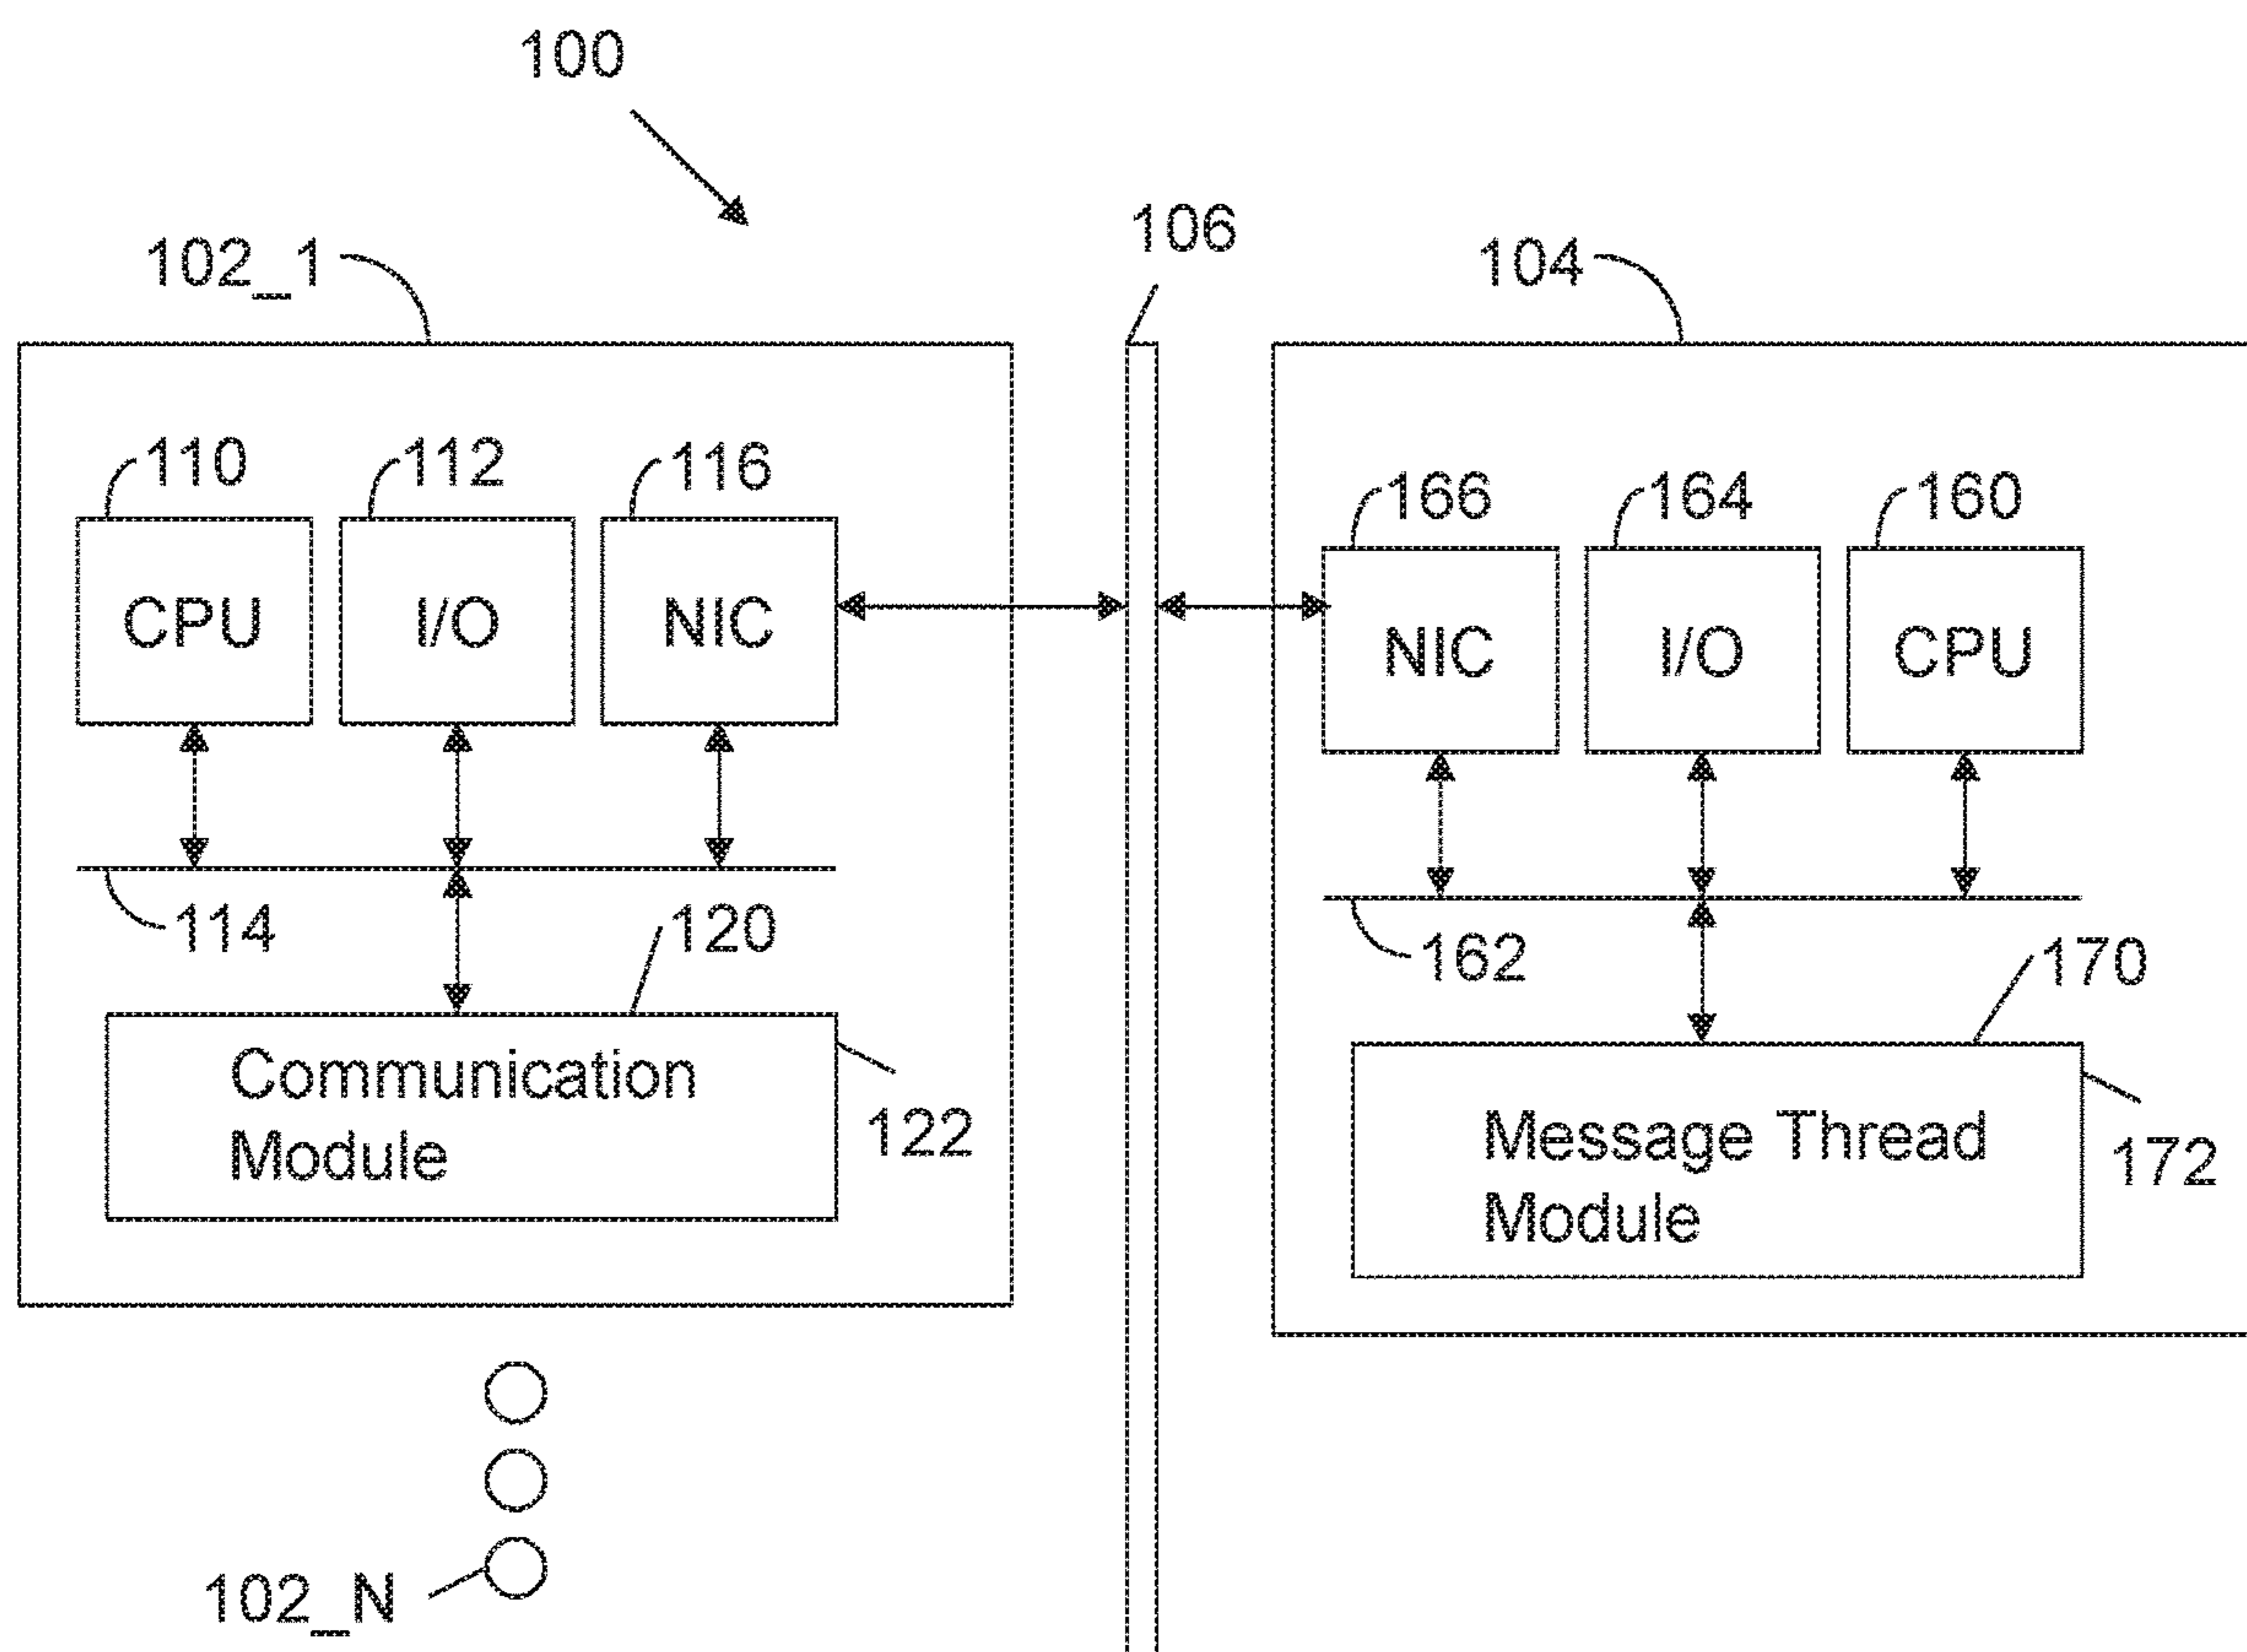 100
102_1
106
104
110
112
116
166
164
160
CPU
I/O
NIC
NIC
I/O
CPU
114
120
162
170
Communication
Module
122
Message Thread
Module
172
102_N